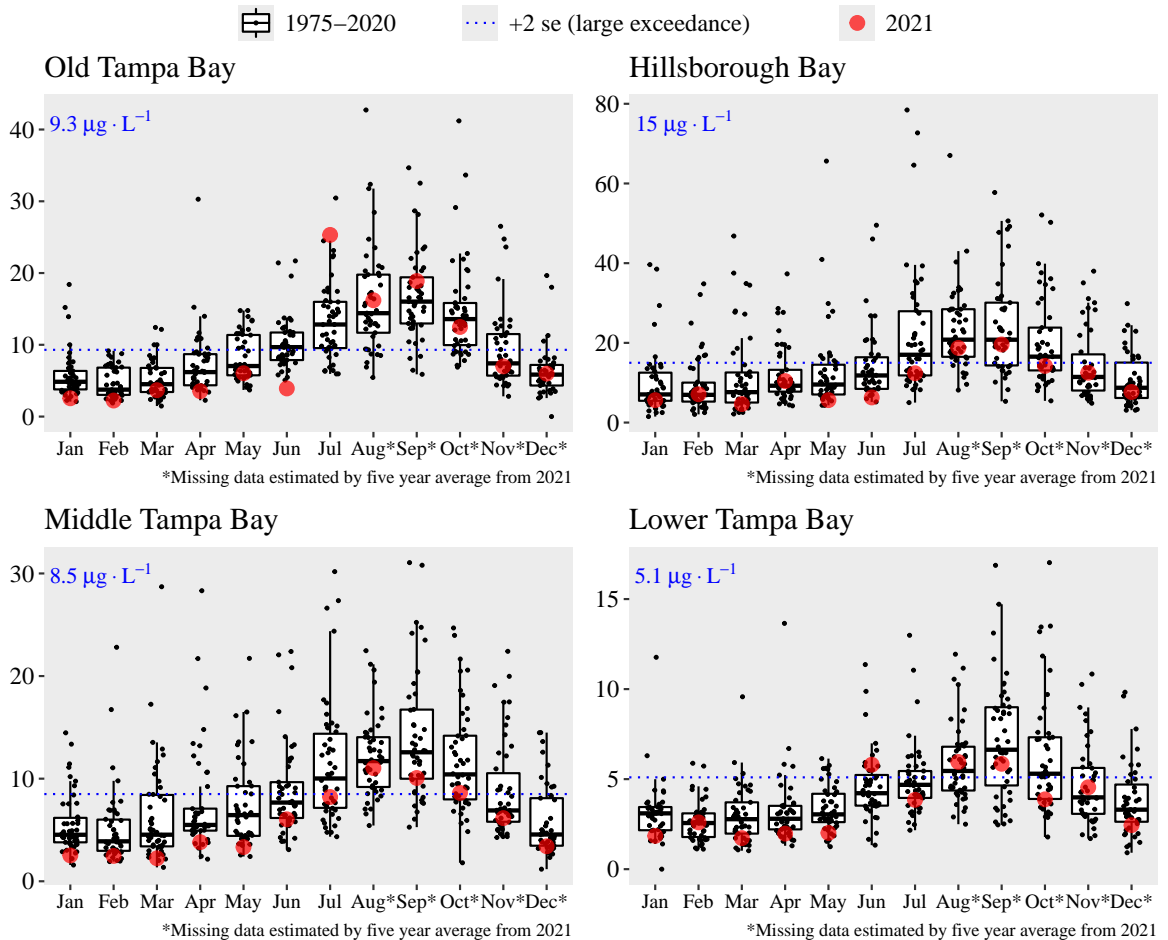 1975–2020 +2 se (large exceedance) 2021
Old Tampa Bay
9.3 μg · L⁻¹
40
30
20
10
0
Jan Feb Mar Apr May Jun Jul Aug* Sep* Oct* Nov* Dec*
*Missing data estimated by five year average from 2021
Hillsborough Bay
15 μg · L⁻¹
80
60
40
20
0
Jan Feb Mar Apr May Jun Jul Aug* Sep* Oct* Nov* Dec*
*Missing data estimated by five year average from 2021
Middle Tampa Bay
8.5 μg · L⁻¹
30
20
10
0
Jan Feb Mar Apr May Jun Jul Aug* Sep* Oct* Nov* Dec*
*Missing data estimated by five year average from 2021
Lower Tampa Bay
5.1 μg · L⁻¹
15
10
5
0
Jan Feb Mar Apr May Jun Jul Aug* Sep* Oct* Nov* Dec*
*Missing data estimated by five year average from 2021